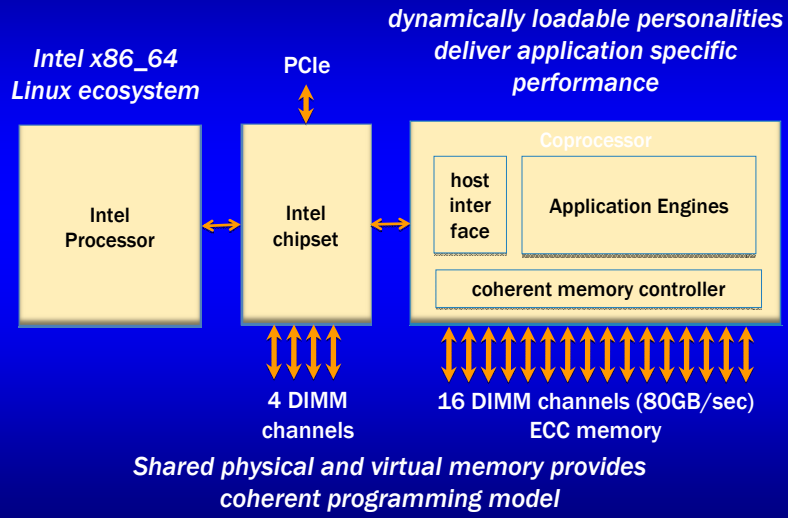 dynamically loadable personalities
deliver application specific
performance
Intel x86_64
Linux ecosystem
PCIe
Intel
Processor
Intel
chipset
Coprocessor
host
inter
face
Application Engines
coherent memory controller
4 DIMM
channels
16 DIMM channels (80GB/sec)
ECC memory
Shared physical and virtual memory provides
coherent programming model